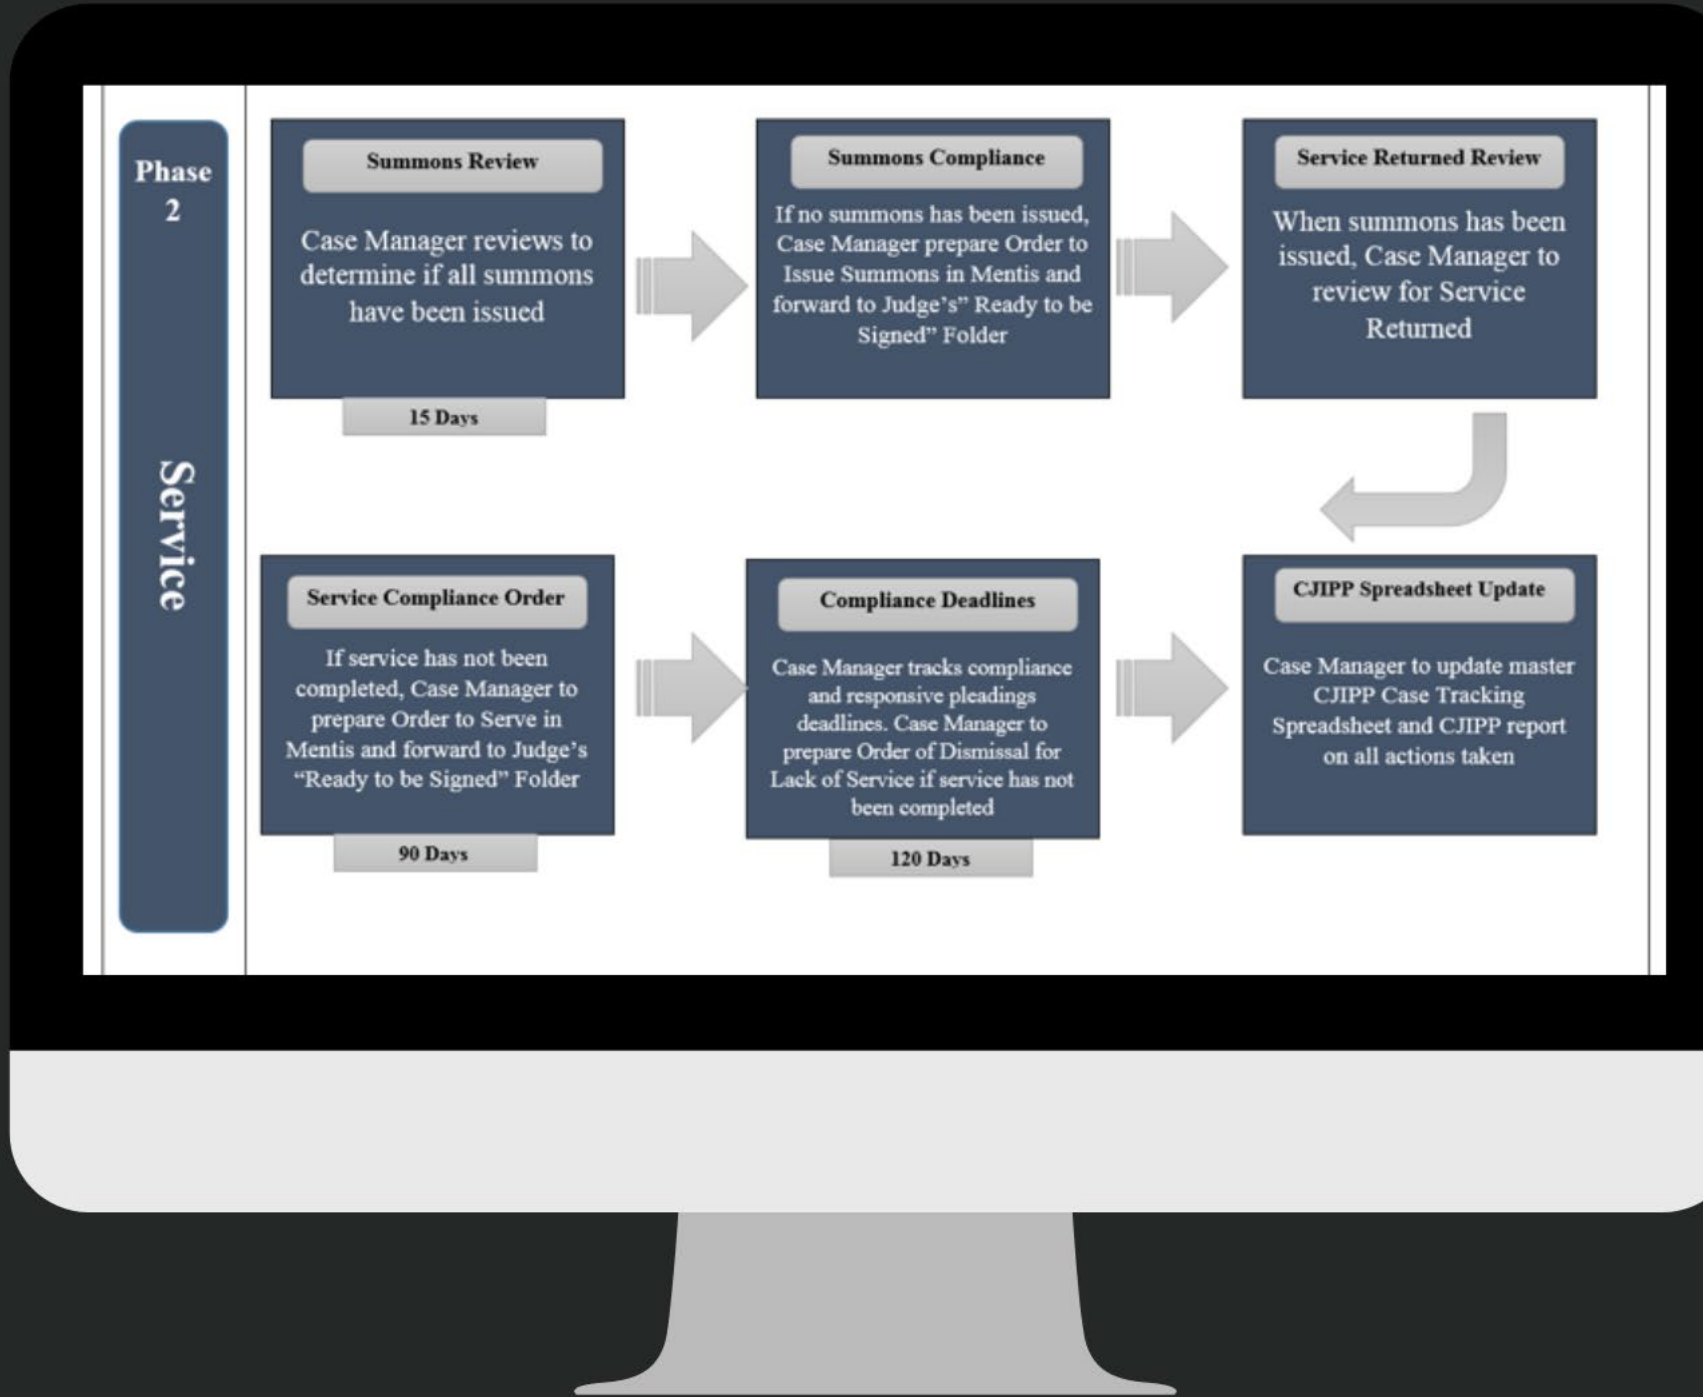 Phase
2
Service
Summons Review
Case Manager reviews to
determine if all summons
have been issued
15 Days
Summons Compliance
If no summons has been issued,
Case Manager prepare Order to
Issue Summons in Mentis and
forward to Judge's” Ready to be
Signed” Folder
Service Returned Review
When summons has been
issued, Case Manager to
review for Service
Returned
Service Compliance Order
If service has not been
completed, Case Manager to
prepare Order to Serve in
Mentis and forward to Judge's
“Ready to be Signed” Folder
90 Days
Compliance Deadlines
Case Manager tracks compliance
and responsive pleadings
deadlines. Case Manager to
prepare Order of Dismissal for
Lack of Service if service has not
been completed
120 Days
CJIPP Spreadsheet Update
Case Manager to update master
CJIPP Case Tracking
Spreadsheet and CJIPP report
on all actions taken